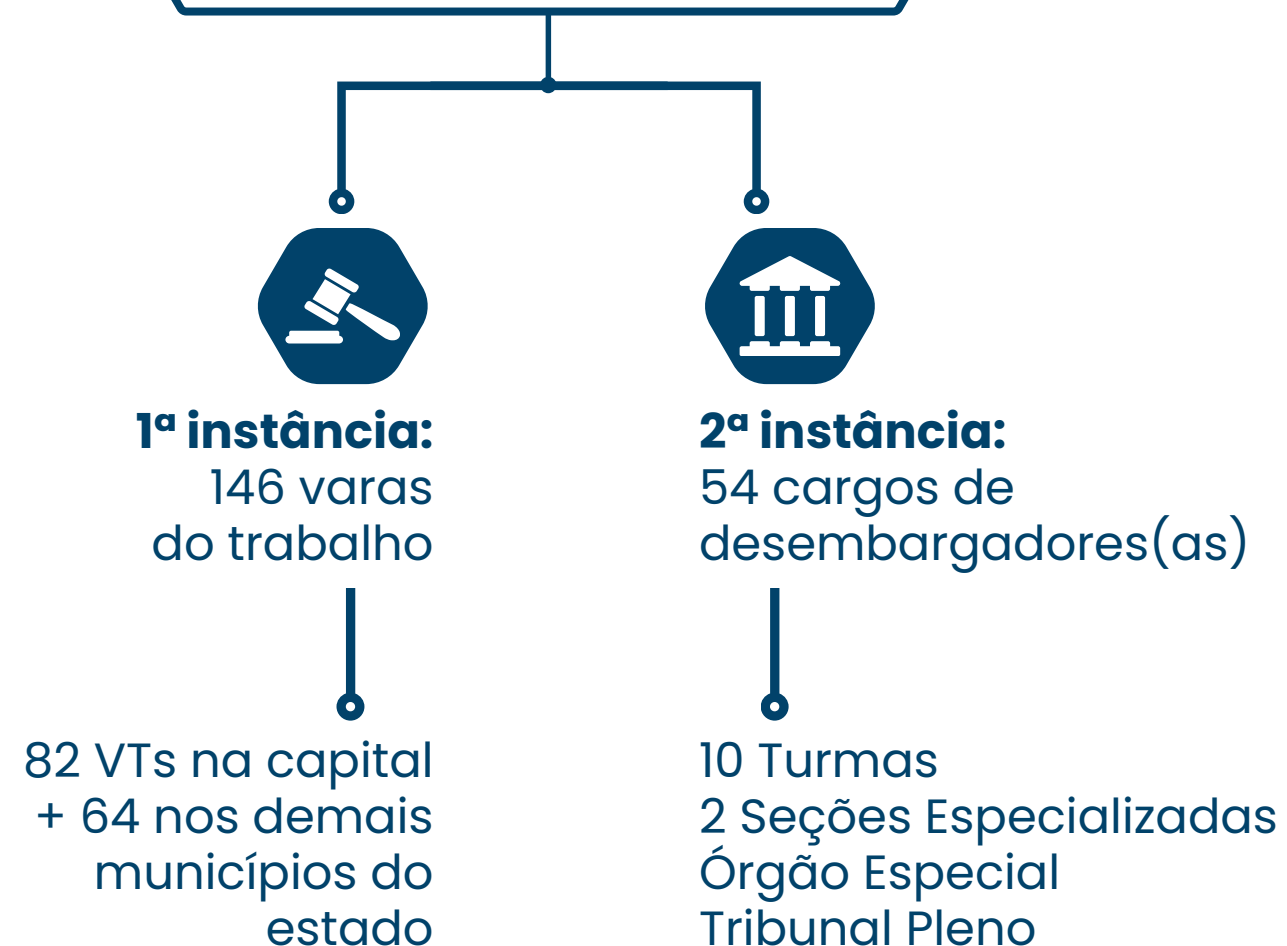 1ª instância:
146 varas
do trabalho
82 VTs na capital
+ 64 nos demais
municípios do
estado
2ª instância:
54 cargos de
desembargadores(as)
10 Turmas
2 Seções Especializadas
Órgão Especial
Tribunal Pleno